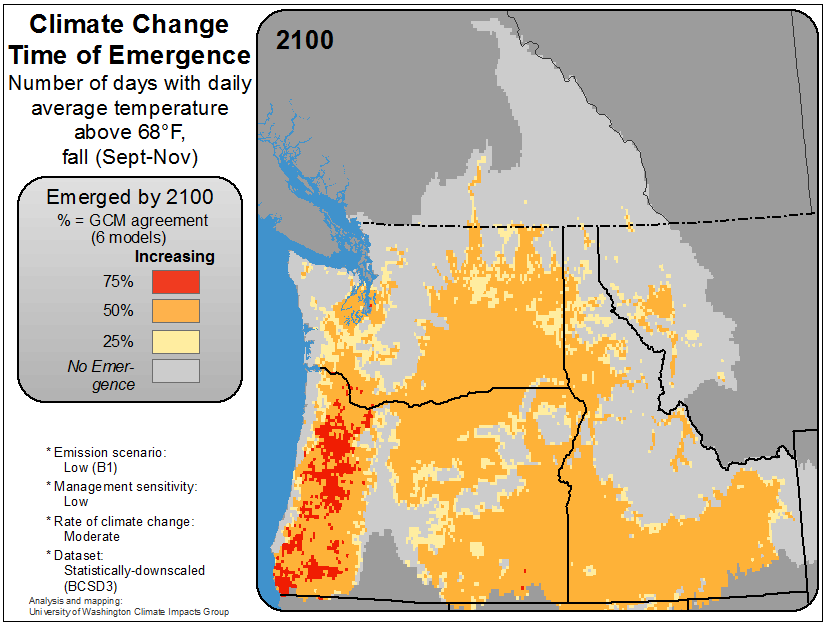 Climate Change
Time of Emergence
Number of days with daily
average temperature
above 68°F,
fall (Sept-Nov)
Emerged by 2100
% = GCM agreement
(6 models)
Increasing
75%
50%
25%
No Emer-
gence
* Emission scenario:
Low (B1)
* Management sensitivity:
Low
* Rate of climate change:
Moderate
* Dataset:
Statistically-downscaled
(BCSD3)
Analysis and mapping:
University of Washington Climate Impacts Group
2100